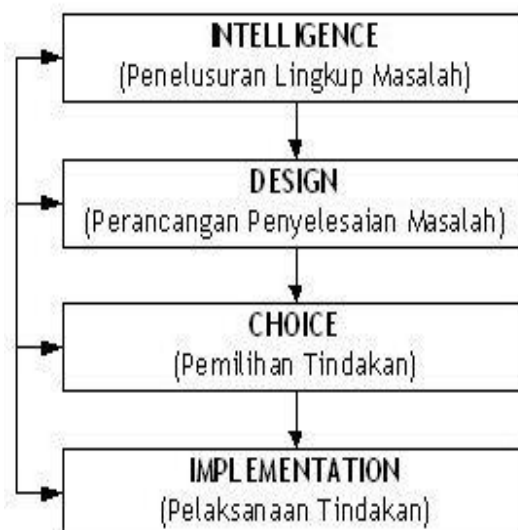 INTELLIGENCE
(Penelusuran Lingkup Masalah)
DESIGN
(Perancangan Penyelesaian Masalah)
CHOICE
(Pemilihan Tindakan)
IMPLEMENTATION
(Pelaksanaan Tindakan)